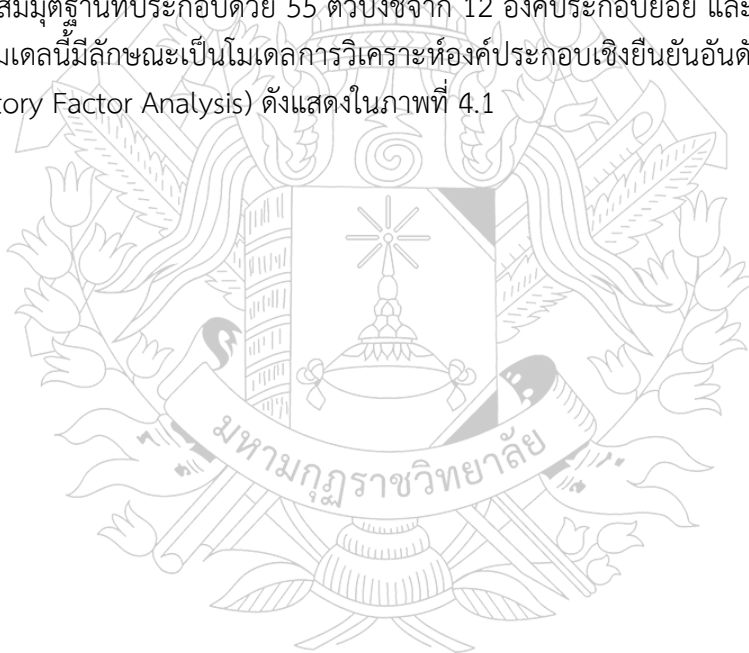 สมมุติฐานที่ประกอบด้วย 55 ตัวบ่งชี้จาก 12 องค์ประกอบย่อย และ
มเดลนี้มีลักษณะเป็นโมเดลการวิเคราะห์องค์ประกอบเชิงยืนยันอันดั
tory Factor Analysis) ดังแสดงในภาพที่ 4.1
มหามกุฏราชวิทยาลัย